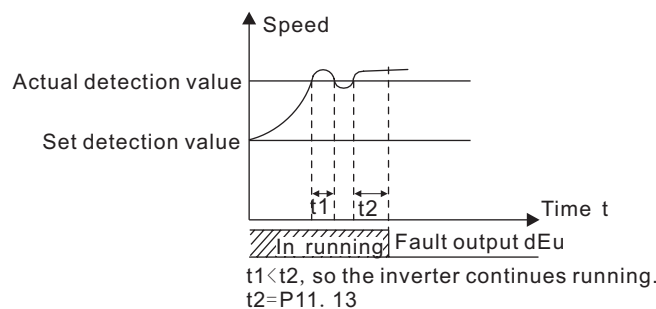 Speed
Actual detection value
Set detection value
t1 t2
Time t
In running Fault output dEu
t1<t2, so the inverter continues running.
t2=P11. 13